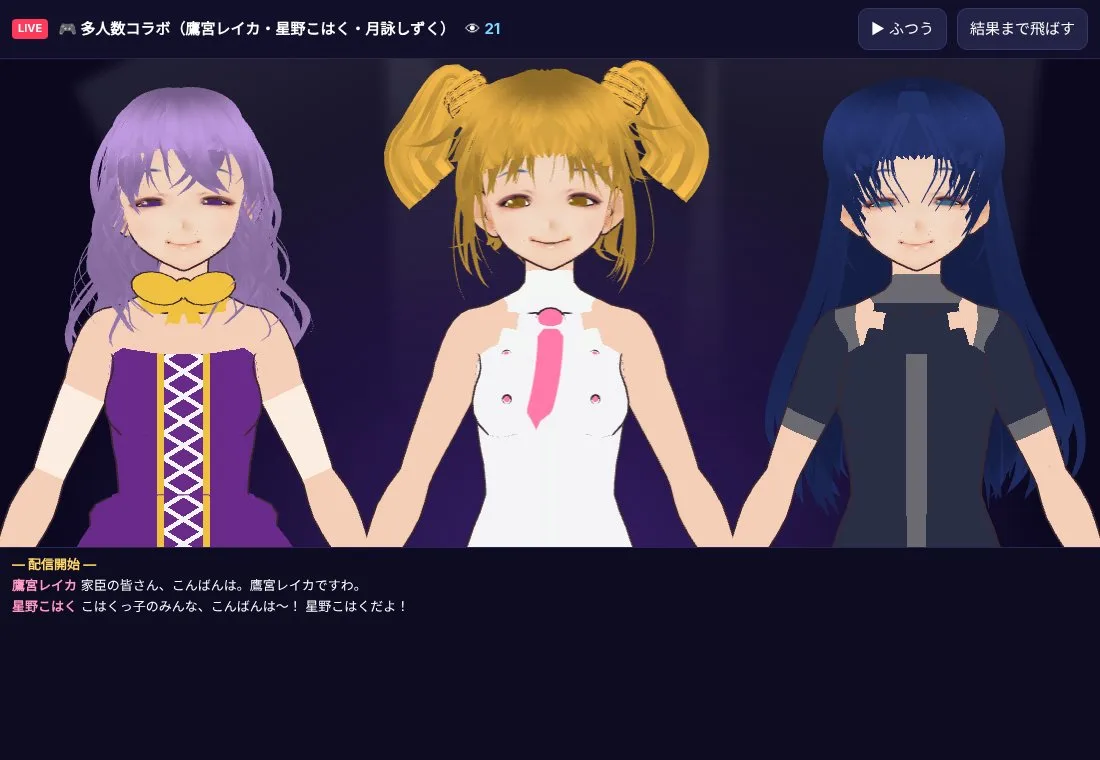 LIVE 🎮 多人数コラボ（鷹宮レイカ・星野こはく・月詠しずく） 👁 21 ▶ ふつう 結果まで飛ばす
— 配信開始 —
鷹宮レイカ 家臣の皆さん、こんばんは。鷹宮レイカですわ。
星野こはく こはくっ子のみんな、こんばんは〜！ 星野こはくだよ！